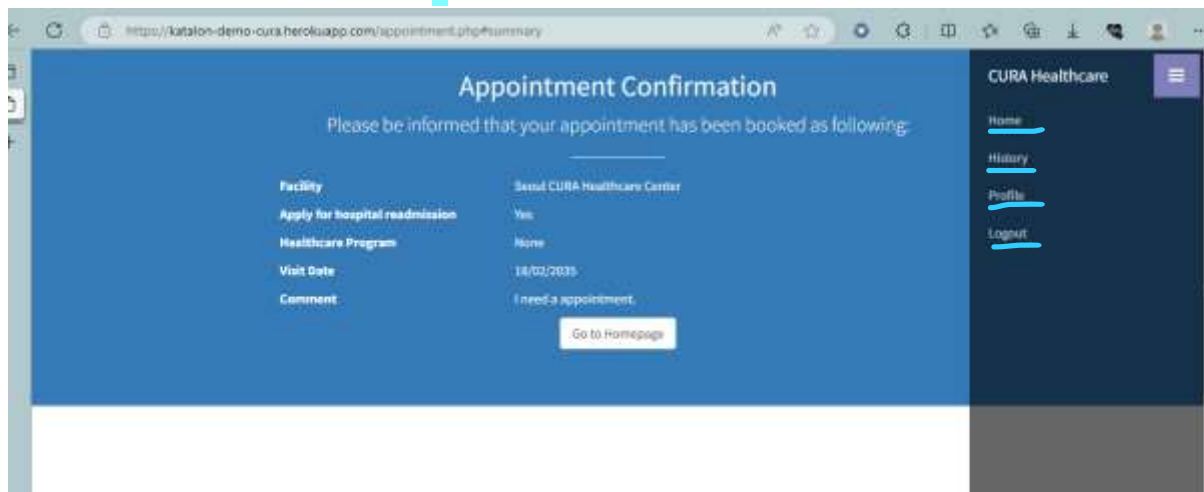 https://katalon-demo-cura.herokuapp.com/appointment.php#summary
Appointment Confirmation
Please be informed that your appointment has been booked as following:
Facility Seoul CURA Healthcare Center
Apply for hospital readmission Yes
Healthcare Program None
Visit Date 18/02/2035
Comment I need a appointment.
Go to Homepage
CURA Healthcare
Home
History
Profile
Logout